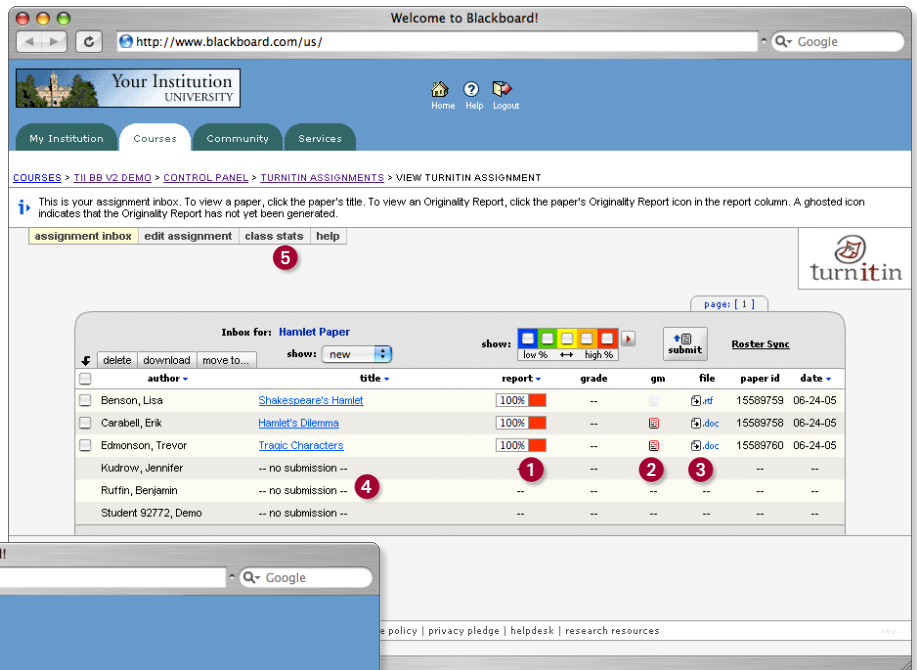 Welcome to Blackboard!
http://www.blackboard.com/us/
Google
Your Institution
UNIVERSITY
Home Help Logout
My Institution Courses Community Services
COURSES > TII BB V2 DEMO > CONTROL PANEL > TURNITIN ASSIGNMENTS > VIEW TURNITIN ASSIGNMENT
This is your assignment inbox. To view a paper, click the paper's title. To view an Originality Report, click the paper's Originality Report icon in the report column. A ghosted icon
indicates that the Originality Report has not yet been generated.
assignment inbox edit assignment class stats help
5
turnitin
page: [ 1 ]
Inbox for: Hamlet Paper
delete download move to...
show: new
show: low % ↔ high %
submit
Roster Sync
author title report grade gm file paper id date
Benson, Lisa Shakespeare's Hamlet 100% -- .rtf 15589759 06-24-05
Carabell, Erik Hamlet's Dilemma 100% -- .doc 15589758 06-24-05
Edmonson, Trevor Tragic Characters 100% -- .doc 15589760 06-24-05
1 2 3
Kudrow, Jennifer -- no submission -- -- -- -- -- -- --
Ruffin, Benjamin -- no submission -- 4 -- -- -- -- -- --
Student 92772, Demo -- no submission -- -- -- -- -- -- --
!
Google
policy | privacy pledge | helpdesk | research resources
rev.